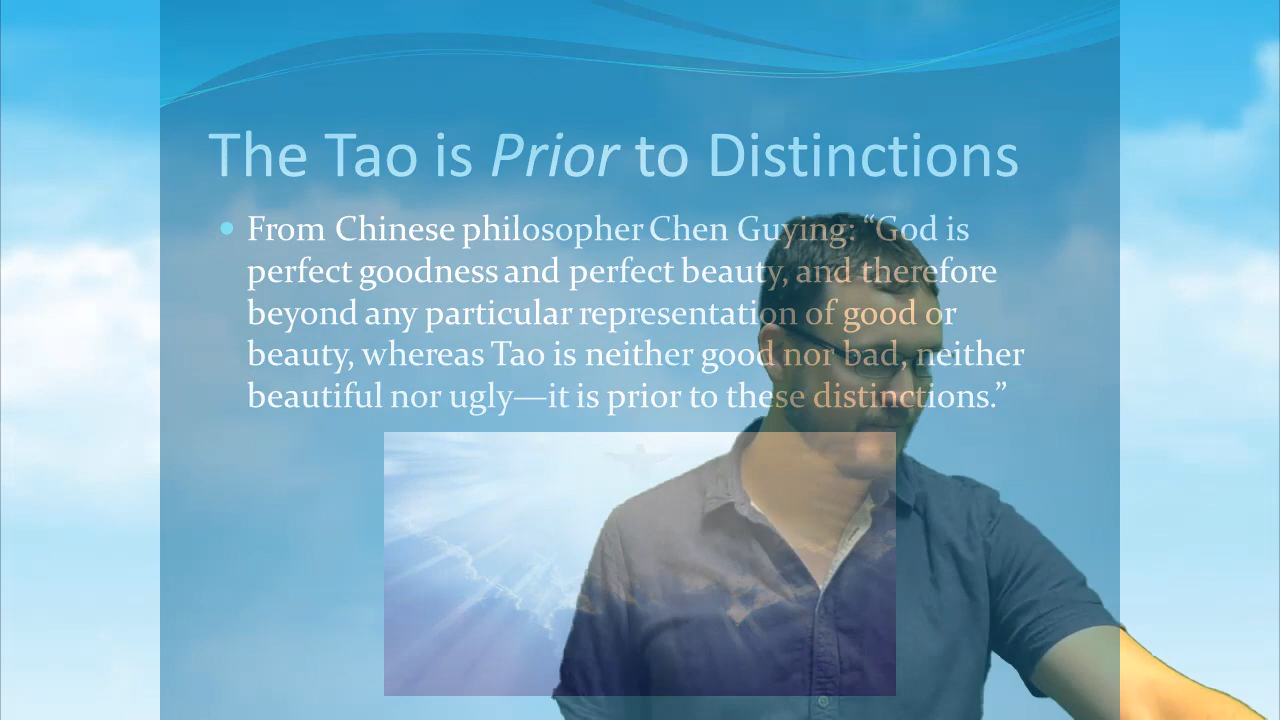 The Tao is Prior to Distinctions
From Chinese philosopher Chen Guying: “God is
perfect goodness and perfect beauty, and therefore
beyond any particular representation of good or
beauty, whereas Tao is neither good nor bad, neither
beautiful nor ugly—it is prior to these distinctions.”